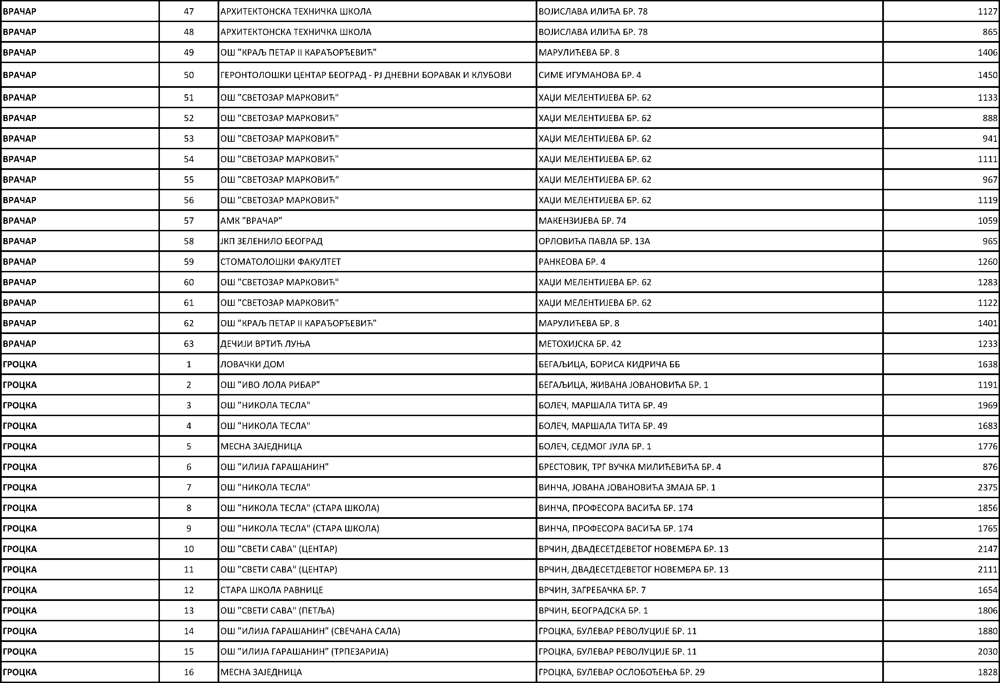 ВРАЧАР 47 АРХИТЕКТОНСКА ТЕХНИЧКА ШКОЛА ВОЈИСЛАВА ИЛИЋА БР. 78 1127
ВРАЧАР 48 АРХИТЕКТОНСКА ТЕХНИЧКА ШКОЛА ВОЈИСЛАВА ИЛИЋА БР. 78 865
ВРАЧАР 49 ОШ "КРАЉ ПЕТАР II КАРАЂОРЂЕВИЋ" МАРУЛИЋЕВА БР. 8 1406
ВРАЧАР 50 ГЕРОНТОЛОШКИ ЦЕНТАР БЕОГРАД - РЈ ДНЕВНИ БОРАВАК И КЛУБОВИ СИМЕ ИГУМАНОВА БР. 4 1450
ВРАЧАР 51 ОШ "СВЕТОЗАР МАРКОВИЋ" ХАЏИ МЕЛЕНТИЈЕВА БР. 62 1133
ВРАЧАР 52 ОШ "СВЕТОЗАР МАРКОВИЋ" ХАЏИ МЕЛЕНТИЈЕВА БР. 62 888
ВРАЧАР 53 ОШ "СВЕТОЗАР МАРКОВИЋ" ХАЏИ МЕЛЕНТИЈЕВА БР. 62 941
ВРАЧАР 54 ОШ "СВЕТОЗАР МАРКОВИЋ" ХАЏИ МЕЛЕНТИЈЕВА БР. 62 1111
ВРАЧАР 55 ОШ "СВЕТОЗАР МАРКОВИЋ“ ХАЏИ МЕЛЕНТИЈЕВА БР. 62 967
ВРАЧАР 56 ОШ "СВЕТОЗАР МАРКОВИЋ" ХАЏИ МЕЛЕНТИЈЕВА БР. 62 1119
ВРАЧАР 57 АМК "ВРАЧАР" МАКЕНЗИЈЕВА БР. 74 1059
ВРАЧАР 58 ЈКП ЗЕЛЕНИЛО БЕОГРАД ОРЛОВИЋА ПАВЛА БР. 13А 965
ВРАЧАР 59 СТОМАТОЛОШКИ ФАКУЛТЕТ РАНКЕОВА БР. 4 1260
ВРАЧАР 60 ОШ "СВЕТОЗАР МАРКОВИЋ" ХАЏИ МЕЛЕНТИЈЕВА БР. 62 1283
ВРАЧАР 61 ОШ "СВЕТОЗАР МАРКОВИЋ" ХАЏИ МЕЛЕНТИЈЕВА БР. 62 1122
ВРАЧАР 62 ОШ "КРАЉ ПЕТАР II КАРАЂОРЂЕВИЋ" МАРУЛИЋЕВА БР. 8 1401
ВРАЧАР 63 ДЕЧИЈИ ВРТИЋ ЛУЊА МЕТОХИЈСКА БР. 42 1233
ГРОЦКА 1 ЛОВАЧКИ ДОМ БЕГАЉИЦА, БОРИСА КИДРИЧА ББ 1638
ГРОЦКА 2 ОШ "ИВО ЛОЛА РИБАР" БЕГАЉИЦА, ЖИВАНА ЈОВАНОВИЋА БР. 1 1191
ГРОЦКА 3 ОШ "НИКОЛА ТЕСЛА" БОЛЕЧ, МАРШАЛА ТИТА БР. 49 1969
ГРОЦКА 4 ОШ "НИКОЛА ТЕСЛА" БОЛЕЧ, МАРШАЛА ТИТА БР. 49 1683
ГРОЦКА 5 МЕСНА ЗАЈЕДНИЦА БОЛЕЧ, СЕДМОГ ЈУЛА БР. 1 1776
ГРОЦКА 6 ОШ "ИЛИЈА ГАРАШАНИН" БРЕСТОВИК, ТРГ ВУЧКА МИЛИЋЕВИЋА БР. 4 876
ГРОЦКА 7 ОШ "НИКОЛА ТЕСЛА" ВИНЧА, ЈОВАНА ЈОВАНОВИЋА ЗМАЈА БР. 1 2375
ГРОЦКА 8 ОШ "НИКОЛА ТЕСЛА" (СТАРА ШКОЛА) ВИНЧА, ПРОФЕСОРА ВАСИЋА БР. 174 1856
ГРОЦКА 9 ОШ "НИКОЛА ТЕСЛА" (СТАРА ШКОЛА) ВИНЧА, ПРОФЕСОРА ВАСИЋА БР. 174 1765
ГРОЦКА 10 ОШ "СВЕТИ САВА" (ЦЕНТАР) ВРЧИН, ДВАДЕСЕТДЕВЕТОГ НОВЕМБРА БР. 13 2147
ГРОЦКА 11 ОШ "СВЕТИ САВА" (ЦЕНТАР) ВРЧИН, ДВАДЕСЕТДЕВЕТОГ НОВЕМБРА БР. 13 2111
ГРОЦКА 12 СТАРА ШКОЛА РАВНИЦЕ ВРЧИН, ЗАГРЕБАЧКА БР. 7 1654
ГРОЦКА 13 ОШ "СВЕТИ САВА" (ПЕТЉА) ВРЧИН, БЕОГРАДСКА БР. 1 1806
ГРОЦКА 14 ОШ "ИЛИЈА ГАРАШАНИН" (СВЕЧАНА САЛА) ГРОЦКА, БУЛЕВАР РЕВОЛУЦИЈЕ БР. 11 1880
ГРОЦКА 15 ОШ "ИЛИЈА ГАРАШАНИН" (ТРПЕЗАРИЈА) ГРОЦКА, БУЛЕВАР РЕВОЛУЦИЈЕ БР. 11 2030
ГРОЦКА 16 МЕСНА ЗАЈЕДНИЦА ГРОЦКА, БУЛЕВАР ОСЛОБОЂЕЊА БР. 29 1828